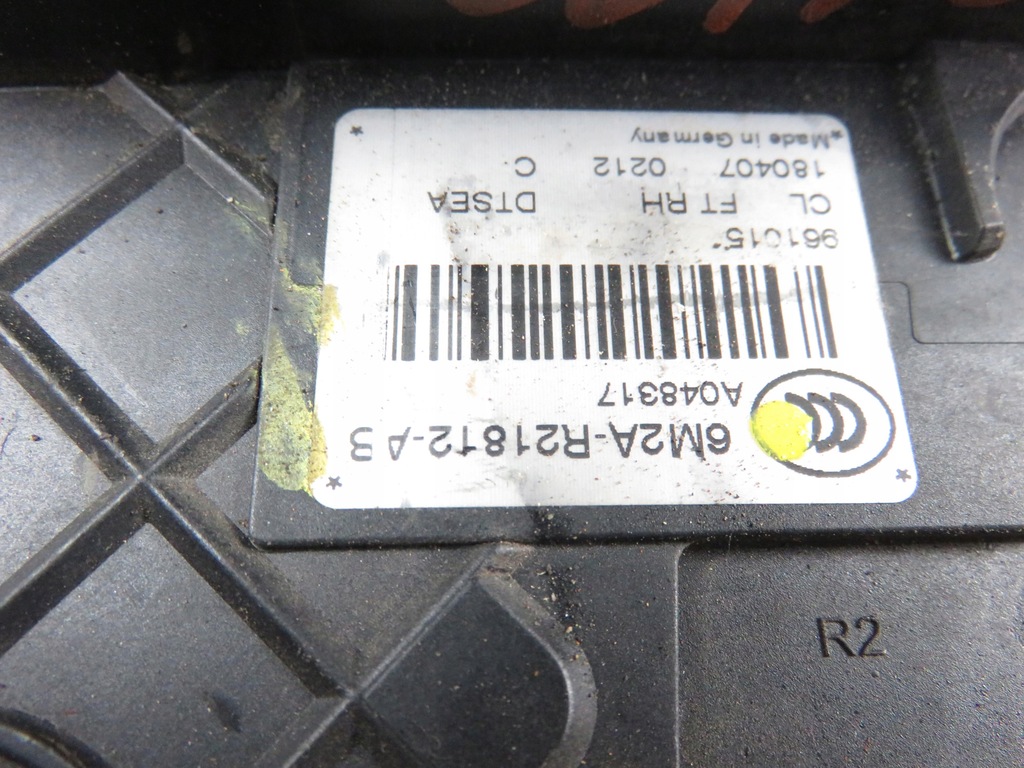 6M2A-R21812-AB
A048317
961015*
CL FT RH DTSEA
180407 0212 C
*Made in Germany
R2